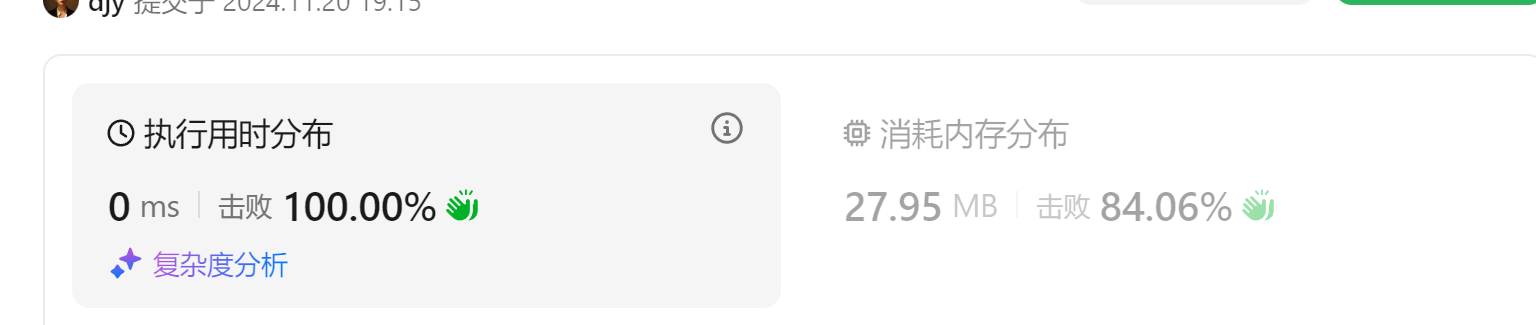 djy 提交于 2024.11.20 19:15
执行用时分布
0 ms 击败 100.00%
复杂度分析
消耗内存分布
27.95 MB 击败 84.06%